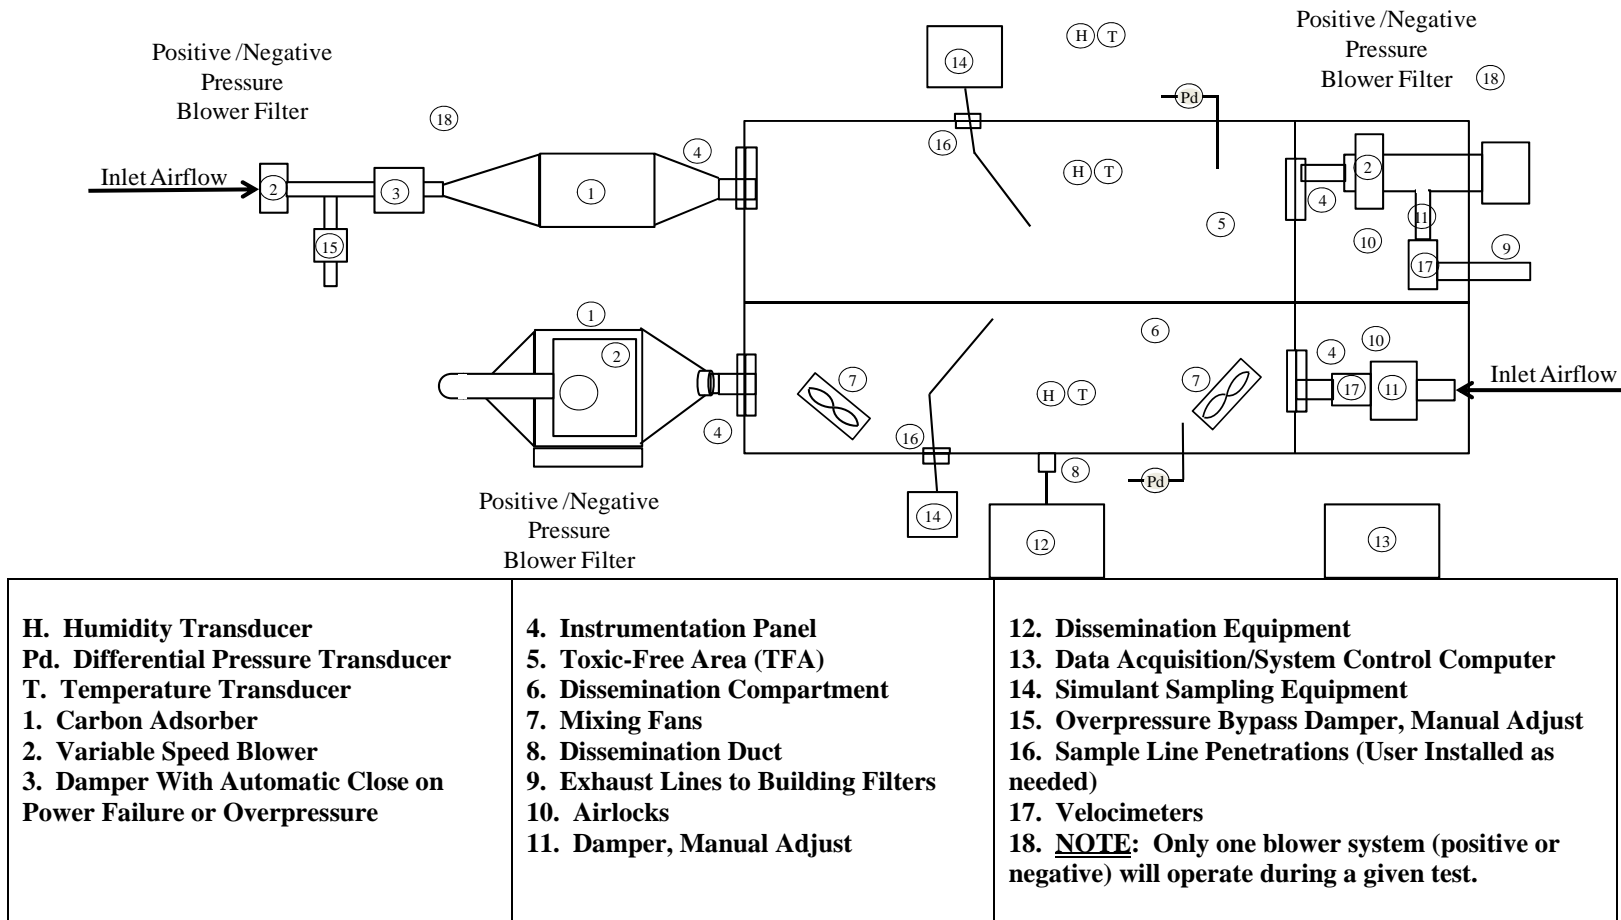 Positive /Negative
Pressure
Blower Filter
18
Inlet Airflow
2
3
1
4
15
14
H T
Pd
16
H T
5
Positive /Negative
Pressure
Blower Filter
18
2
4
11
10
9
17
1
2
4
7
6
H T
7
16
8
Pd
14
12
13
4
10
17
11
Inlet Airflow
Positive /Negative
Pressure
Blower Filter
H. Humidity Transducer
Pd. Differential Pressure Transducer
T. Temperature Transducer
1. Carbon Adsorber
2. Variable Speed Blower
3. Damper With Automatic Close on
Power Failure or Overpressure
4. Instrumentation Panel
5. Toxic-Free Area (TFA)
6. Dissemination Compartment
7. Mixing Fans
8. Dissemination Duct
9. Exhaust Lines to Building Filters
10. Airlocks
11. Damper, Manual Adjust
12. Dissemination Equipment
13. Data Acquisition/System Control Computer
14. Simulant Sampling Equipment
15. Overpressure Bypass Damper, Manual Adjust
16. Sample Line Penetrations (User Installed as
needed)
17. Velocimeters
18. NOTE: Only one blower system (positive or
negative) will operate during a given test.